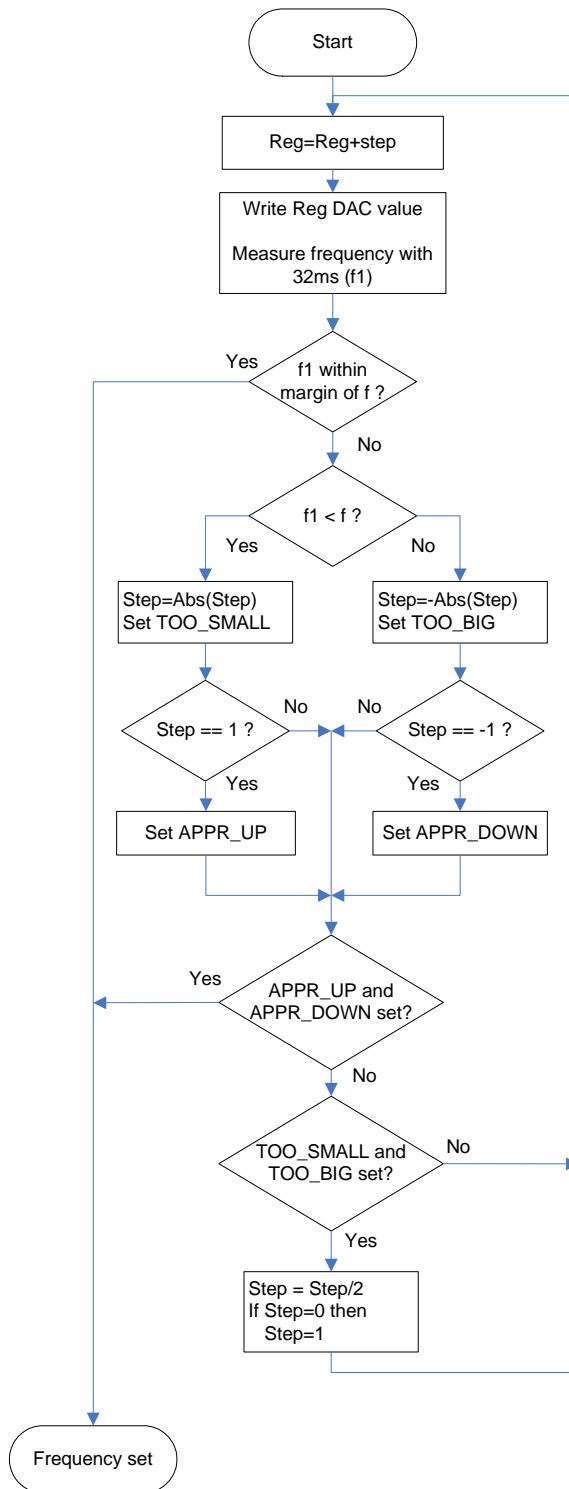 Start
Reg=Reg+step
Write Reg DAC value
Measure frequency with
32ms (f1)
Yes
f1 within
margin of f ?
No
f1 < f ?
Yes
No
Step=Abs(Step)
Set TOO_SMALL
Step=-Abs(Step)
Set TOO_BIG
No
No
Step == 1 ?
Step == -1 ?
Yes
Yes
Set APPR_UP
Set APPR_DOWN
Yes
APPR_UP and
APPR_DOWN set?
No
TOO_SMALL and
TOO_BIG set?
No
Yes
Step = Step/2
If Step=0 then
Step=1
Frequency set